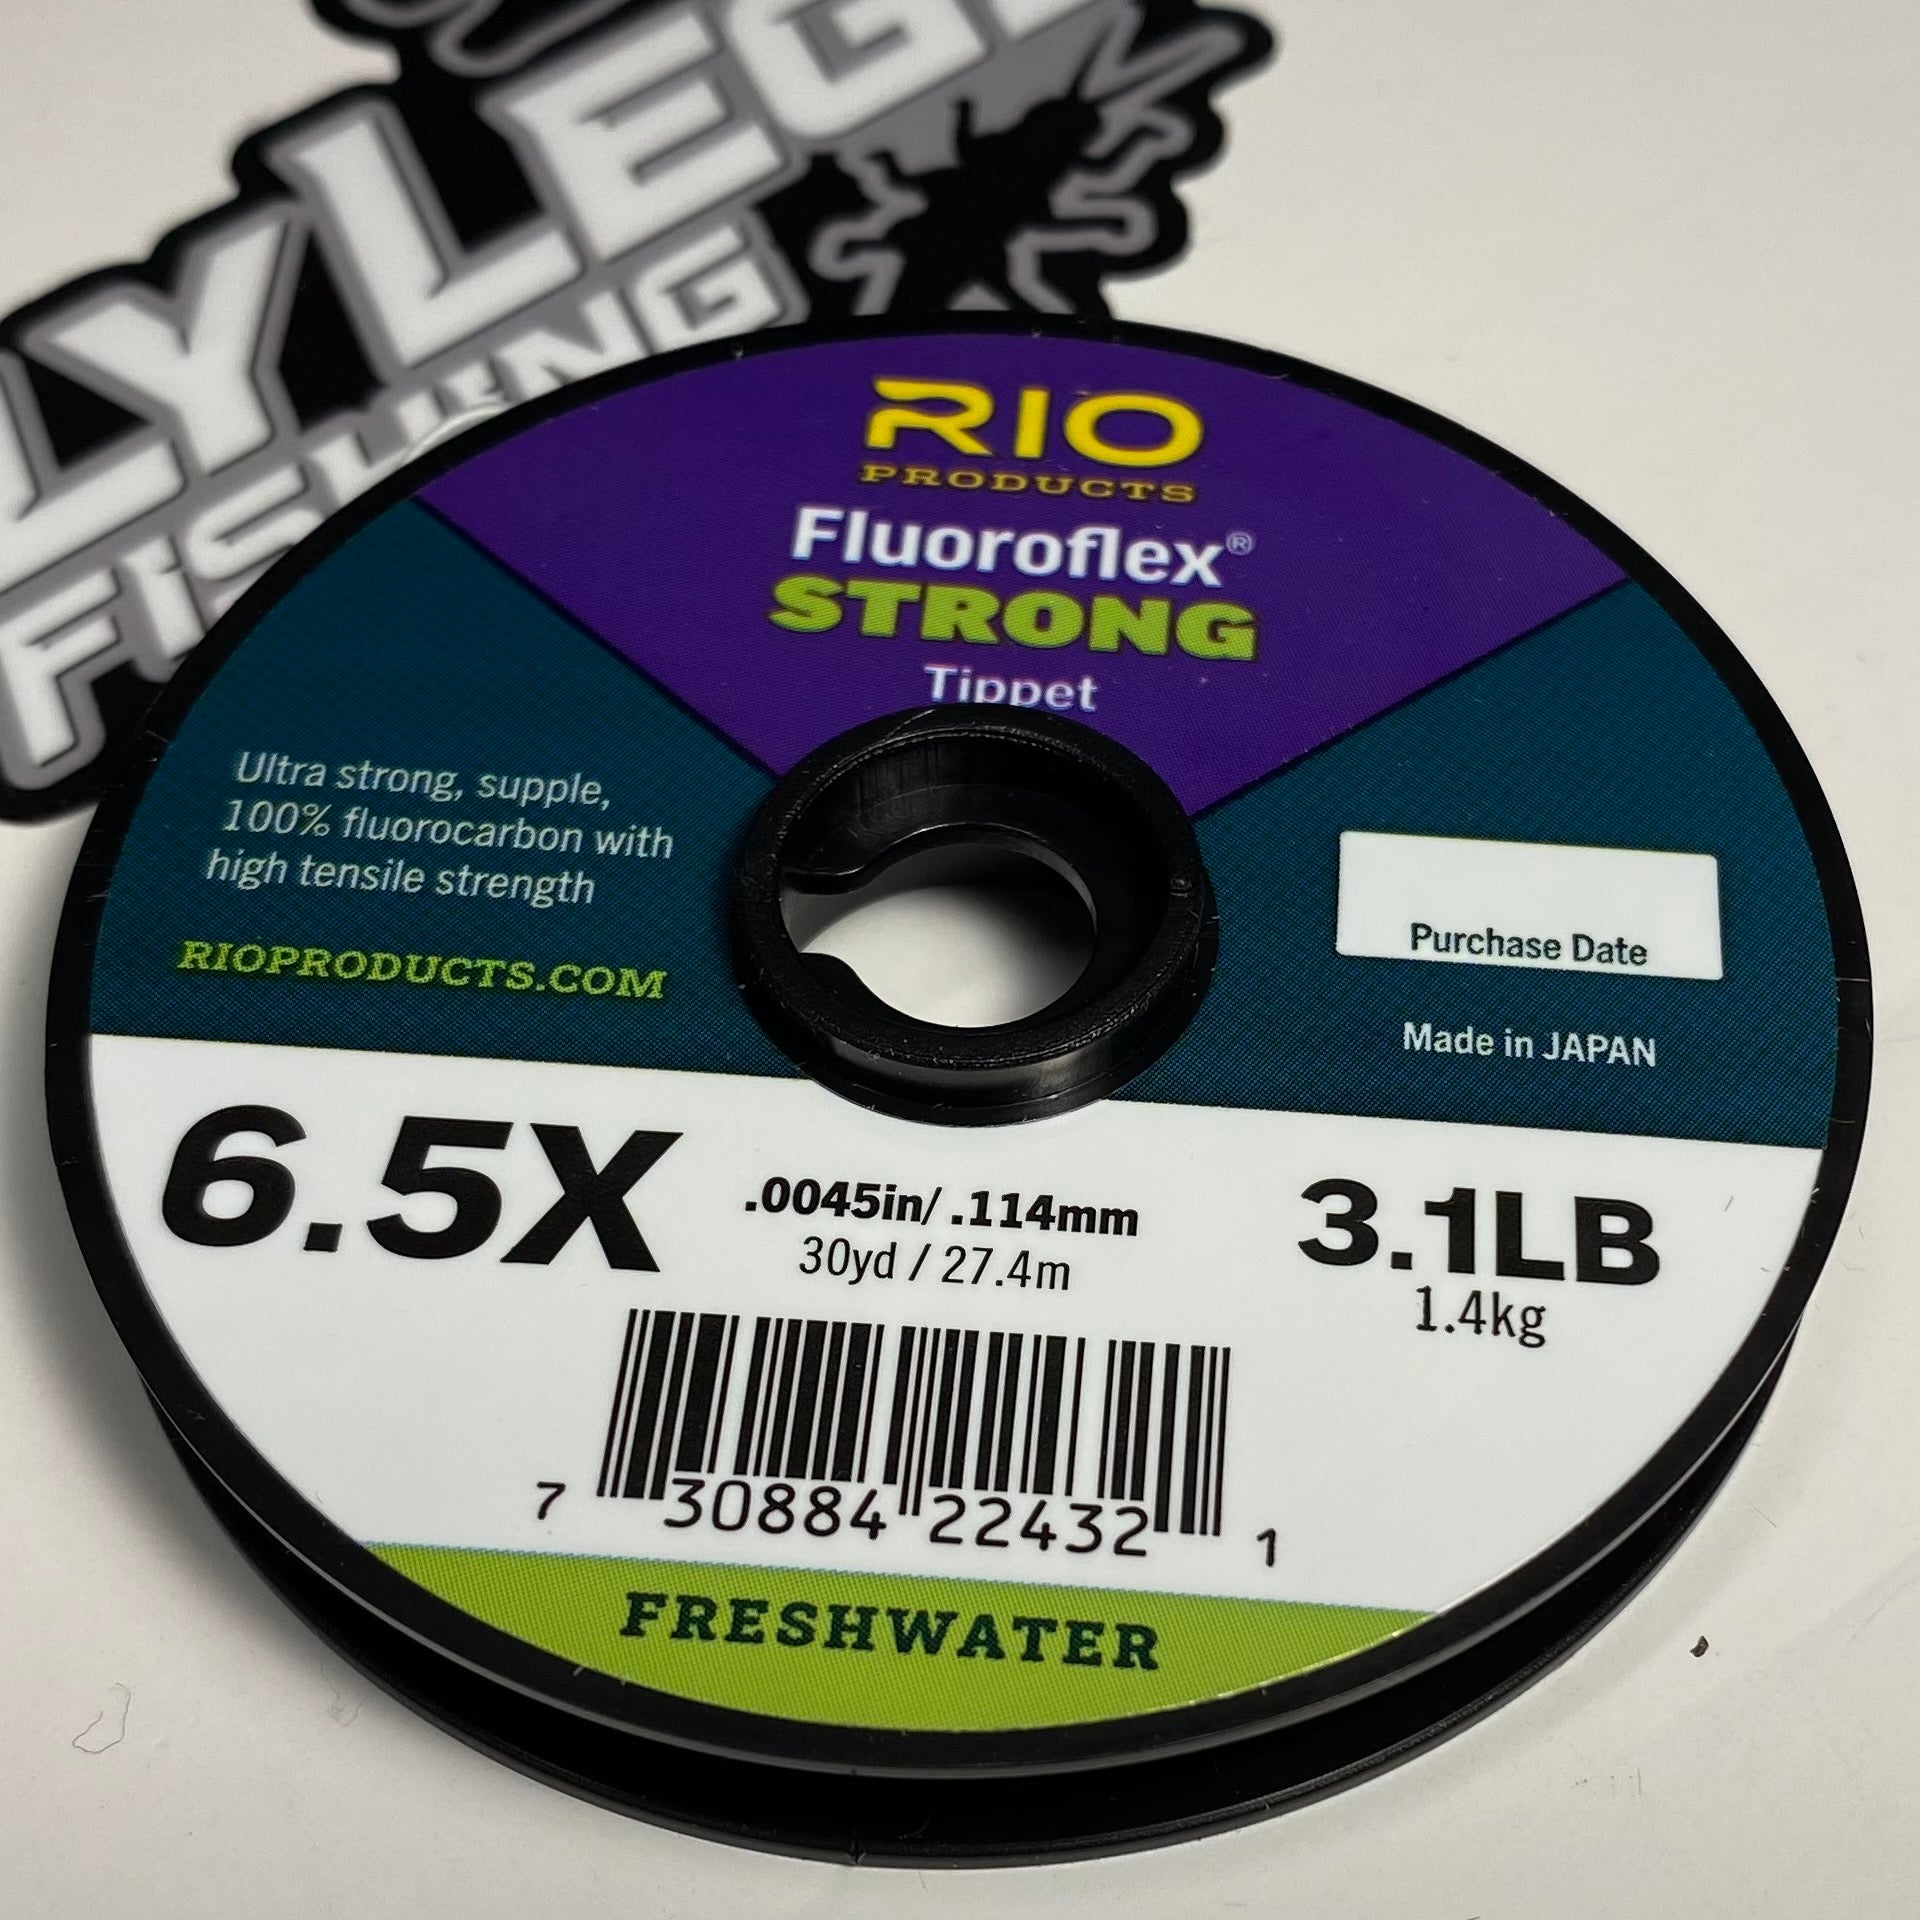 FISHING
RIO
PRODUCTS
Fluoroflex®
STRONG
Tippet
Ultra strong, supple,
100% fluorocarbon with
high tensile strength
RIOPRODUCTS.COM
Purchase Date
Made in JAPAN
6.5X
.0045in/ .114mm
30yd / 27.4m
3.1LB
1.4kg
7 30884 22432 1
FRESHWATER